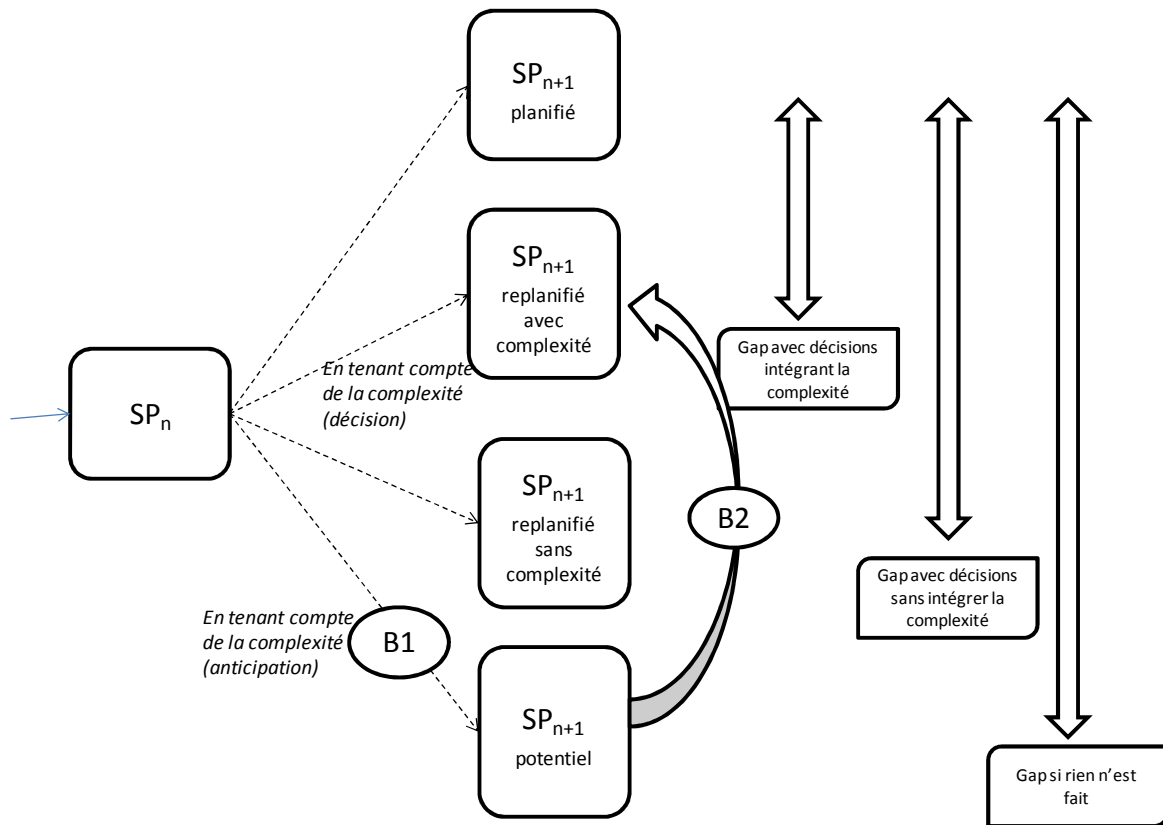 SPn+1
planifié
SPn+1
replanifié
avec
complexité
Gap avec décisions
intégrant la
complexité
En tenant compte
de la complexité
(décision)
SPn
SPn+1
replanifié
sans
complexité
B2
Gap avec décisions
sans intégrer la
complexité
En tenant compte
de la complexité
(anticipation)
B1
SPn+1
potentiel
Gap si rien n’est
fait